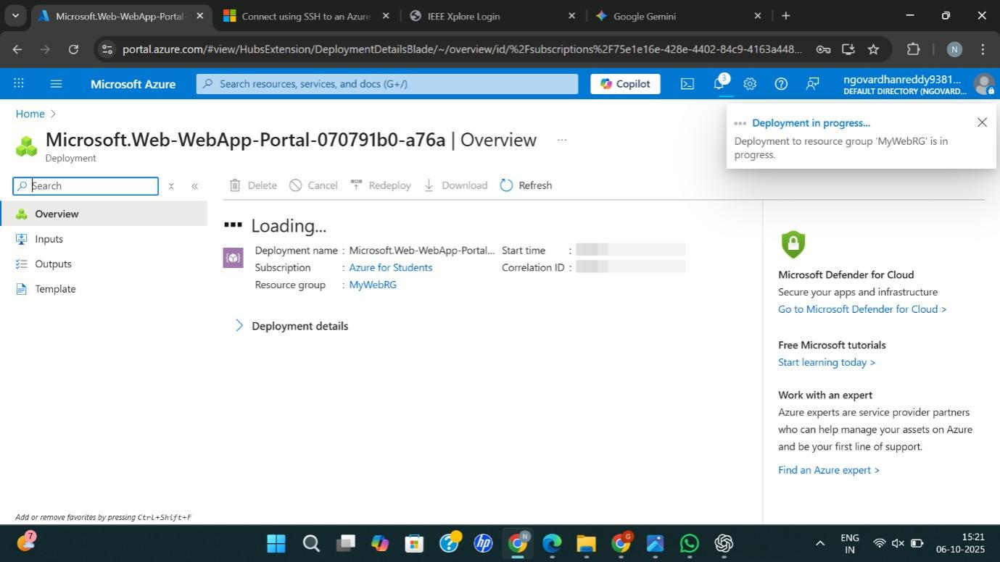 Microsoft.Web-WebApp-Portal-
Connect using SSH to an Azure
IEEE Xplore Login
Google Gemini
portal.azure.com/#view/HubsExtension/DeploymentDetailsBlade/~/overview/id/%2Fsubscriptions%2F75e1e16e-428e-4402-84c9-4163a448...
N
Microsoft Azure
Search resources, services, and docs (G+/)
Copilot
3
ngovardhanreddy9381...
DEFAULT DIRECTORY (NGOVARD...
Home >
Deployment in progress...
Deployment to resource group 'MyWebRG' is in
progress.
Microsoft.Web-WebApp-Portal-070791b0-a76a | Overview ...
Deployment
Search
Delete
Cancel
Redeploy
Download
Refresh
Overview
Inputs
Outputs
Template
Loading...
Deployment name : Microsoft.Web-WebApp-Portal...
Subscription : Azure for Students
Resource group : MyWebRG
Start time :
Correlation ID :
Deployment details
Microsoft Defender for Cloud
Secure your apps and infrastructure
Go to Microsoft Defender for Cloud >
Free Microsoft tutorials
Start learning today >
Work with an expert
Azure experts are service provider partners
who can help manage your assets on Azure
and be your first line of support.
Find an Azure expert >
Add or remove favorites by pressing Ctrl+Shift+F
7
hp
N
G
ENG
IN
15:21
06-10-2025